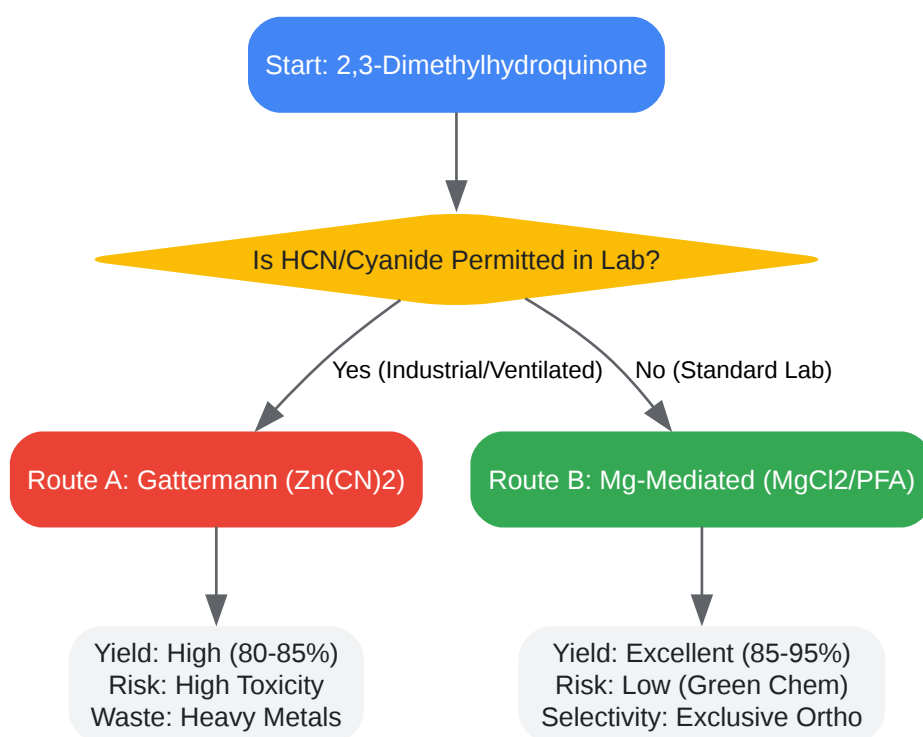 Start: 2,3-Dimethylhydroquinone
Is HCN/Cyanide Permitted in Lab?
Yes (Industrial/Ventilated)
No (Standard Lab)
Route A: Gattermann (Zn(CN)2)
Route B: Mg-Mediated (MgCl2/PFA)
Yield: High (80-85%)
Risk: High Toxicity
Waste: Heavy Metals
Yield: Excellent (85-95%)
Risk: Low (Green Chem)
Selectivity: Exclusive Ortho